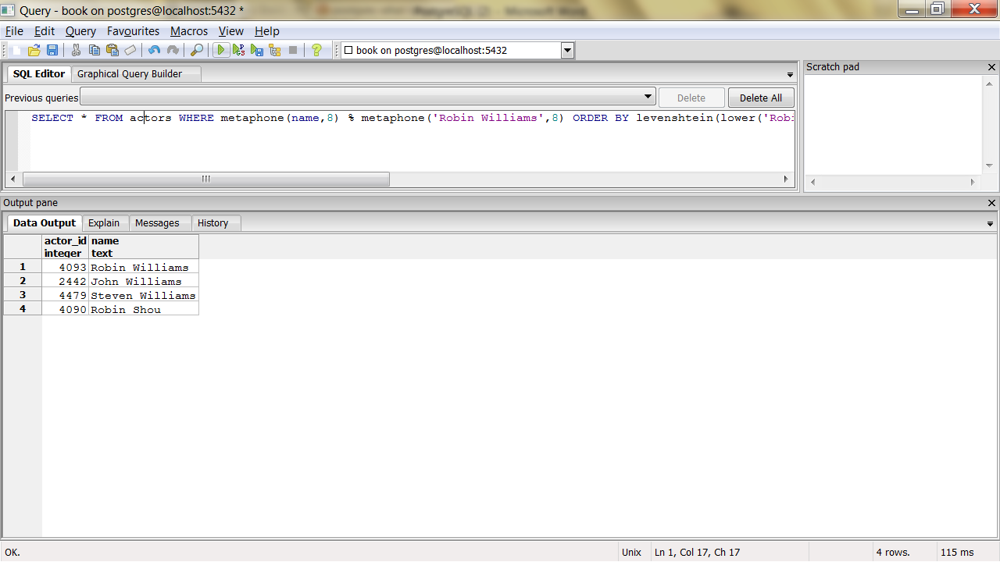 Query - book on postgres@localhost:5432 *
File Edit Query Favourites Macros View Help
book on postgres@localhost:5432
SQL Editor Graphical Query Builder
Scratch pad
Previous queries Delete Delete All
SELECT * FROM actors WHERE metaphone(name,8) % metaphone('Robin Williams',8) ORDER BY levenshtein(lower('Robi
Output pane
Data Output Explain Messages History
actor_id name
integer text
1 4093 Robin Williams
2 2442 John Williams
3 4479 Steven Williams
4 4090 Robin Shou
OK. Unix Ln 1, Col 17, Ch 17 4 rows. 115 ms